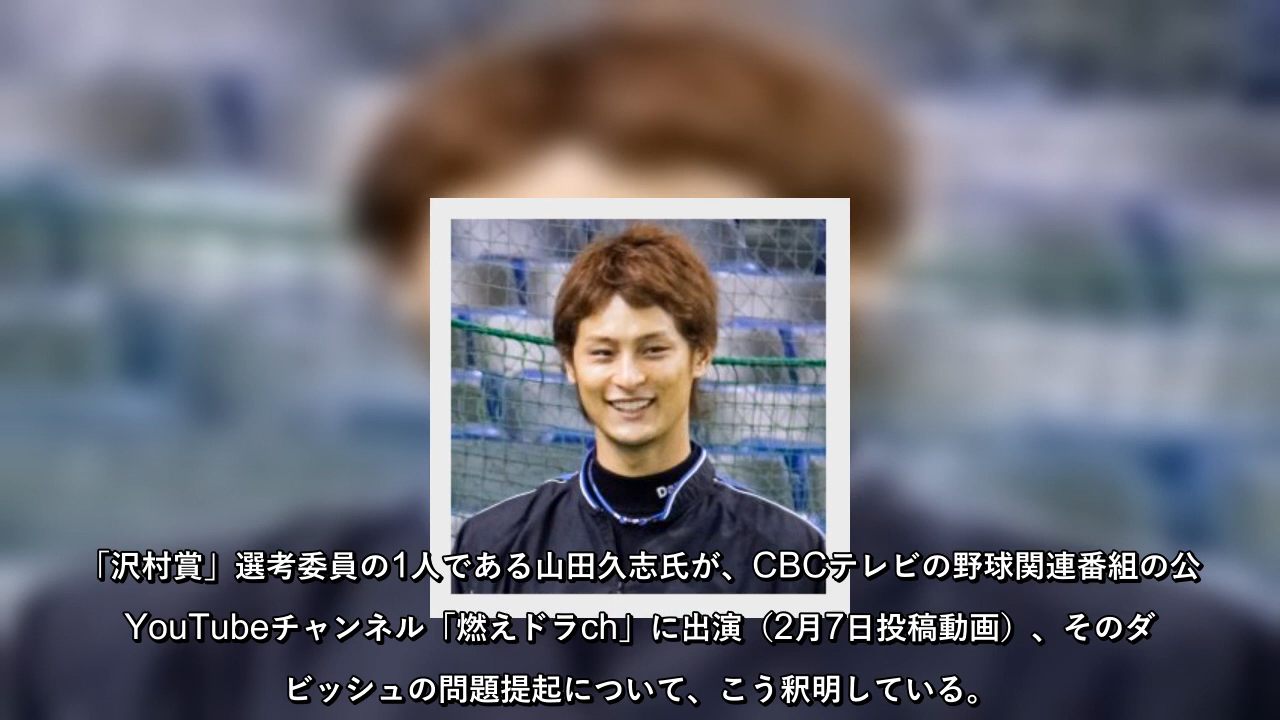 De
「沢村賞」選考委員の1人である山田久志氏が、CBCテレビの野球関連番組の公
YouTubeチャンネル「燃えドラch」に出演（2月7日投稿動画）、そのダ
ビッシュの問題提起について、こう釈明している。